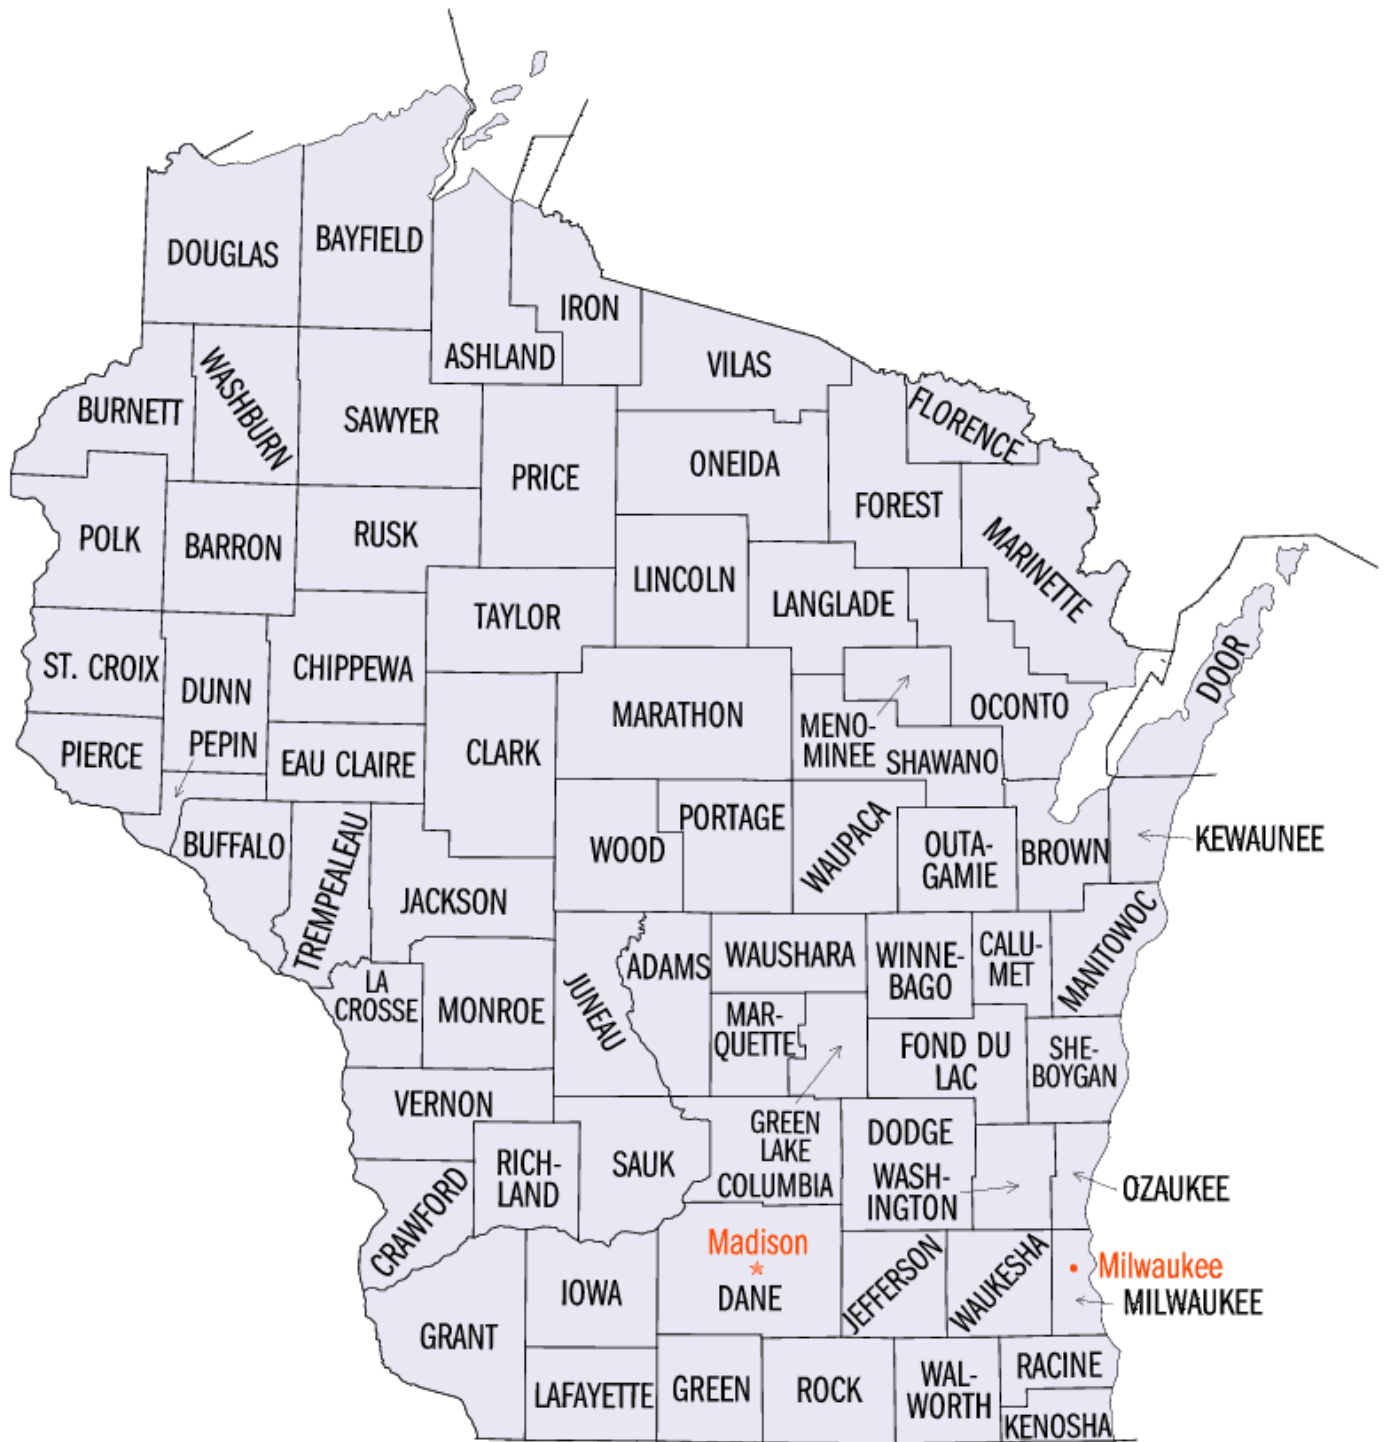 BAYFIELD
DOUGLAS
IRON
ASHLAND
VILAS
WASHBURN
BURNETT
SAWYER
FLORENCE
PRICE
ONEIDA
FOREST
POLK
BARRON
RUSK
MARINETTE
LINCOLN
LANGLADE
TAYLOR
ST. CROIX
CHIPPEWA
DUNN
DOOR
OCONTO
MARATHON
MENO-
MINEE
PIERCE
PEPIN
EAU CLAIRE
CLARK
SHAWANO
PORTAGE
WAUPACA
BUFFALO
TREMPEALEAU
WOOD
OUTA-
GAMIE
BROWN
KEWAUNEE
JACKSON
MANITOWOC
ADAMS
WAUSHARA
WINNE-
BAGO
CALU-
MET
LA
CROSSE
MONROE
JUNEAU
MAR-
QUETTE
FOND DU
LAC
SHE-
BOYGAN
VERNON
GREEN
LAKE
DODGE
RICH-
LAND
SAUK
COLUMBIA
WASH-
INGTON
OZAUKEE
CRAWFORD
Madison
DANE
JEFFERSON
WAUKESHA
Milwaukee
MILWAUKEE
IOWA
GRANT
LAFAYETTE
GREEN
ROCK
WAL-
WORTH
RACINE
KENOSHA